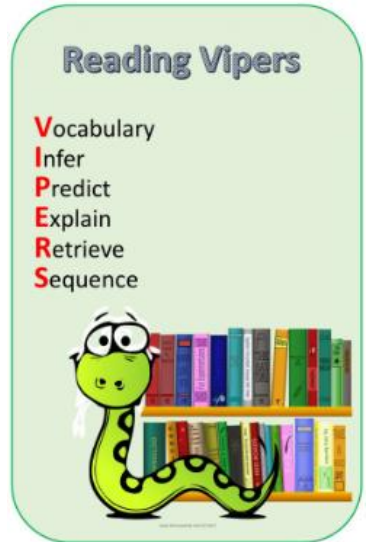 Reading Vipers
Vocabulary
Infer
Predict
Explain
Retrieve
Sequence